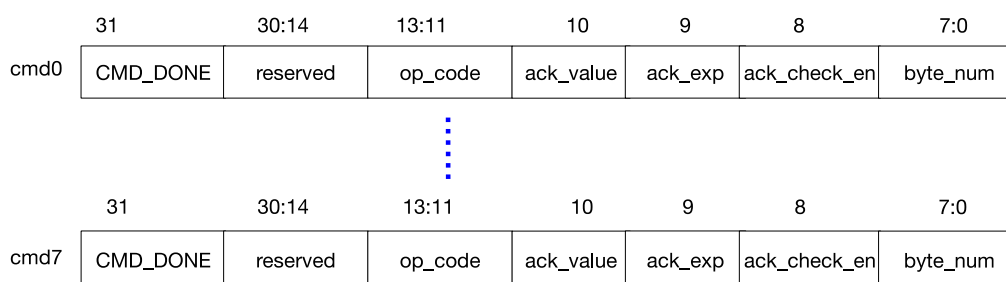 31 30:14 13:11 10 9 8 7:0
cmd0 CMD_DONE reserved op_code ack_value ack_exp ack_check_en byte_num
31 30:14 13:11 10 9 8 7:0
cmd7 CMD_DONE reserved op_code ack_value ack_exp ack_check_en byte_num